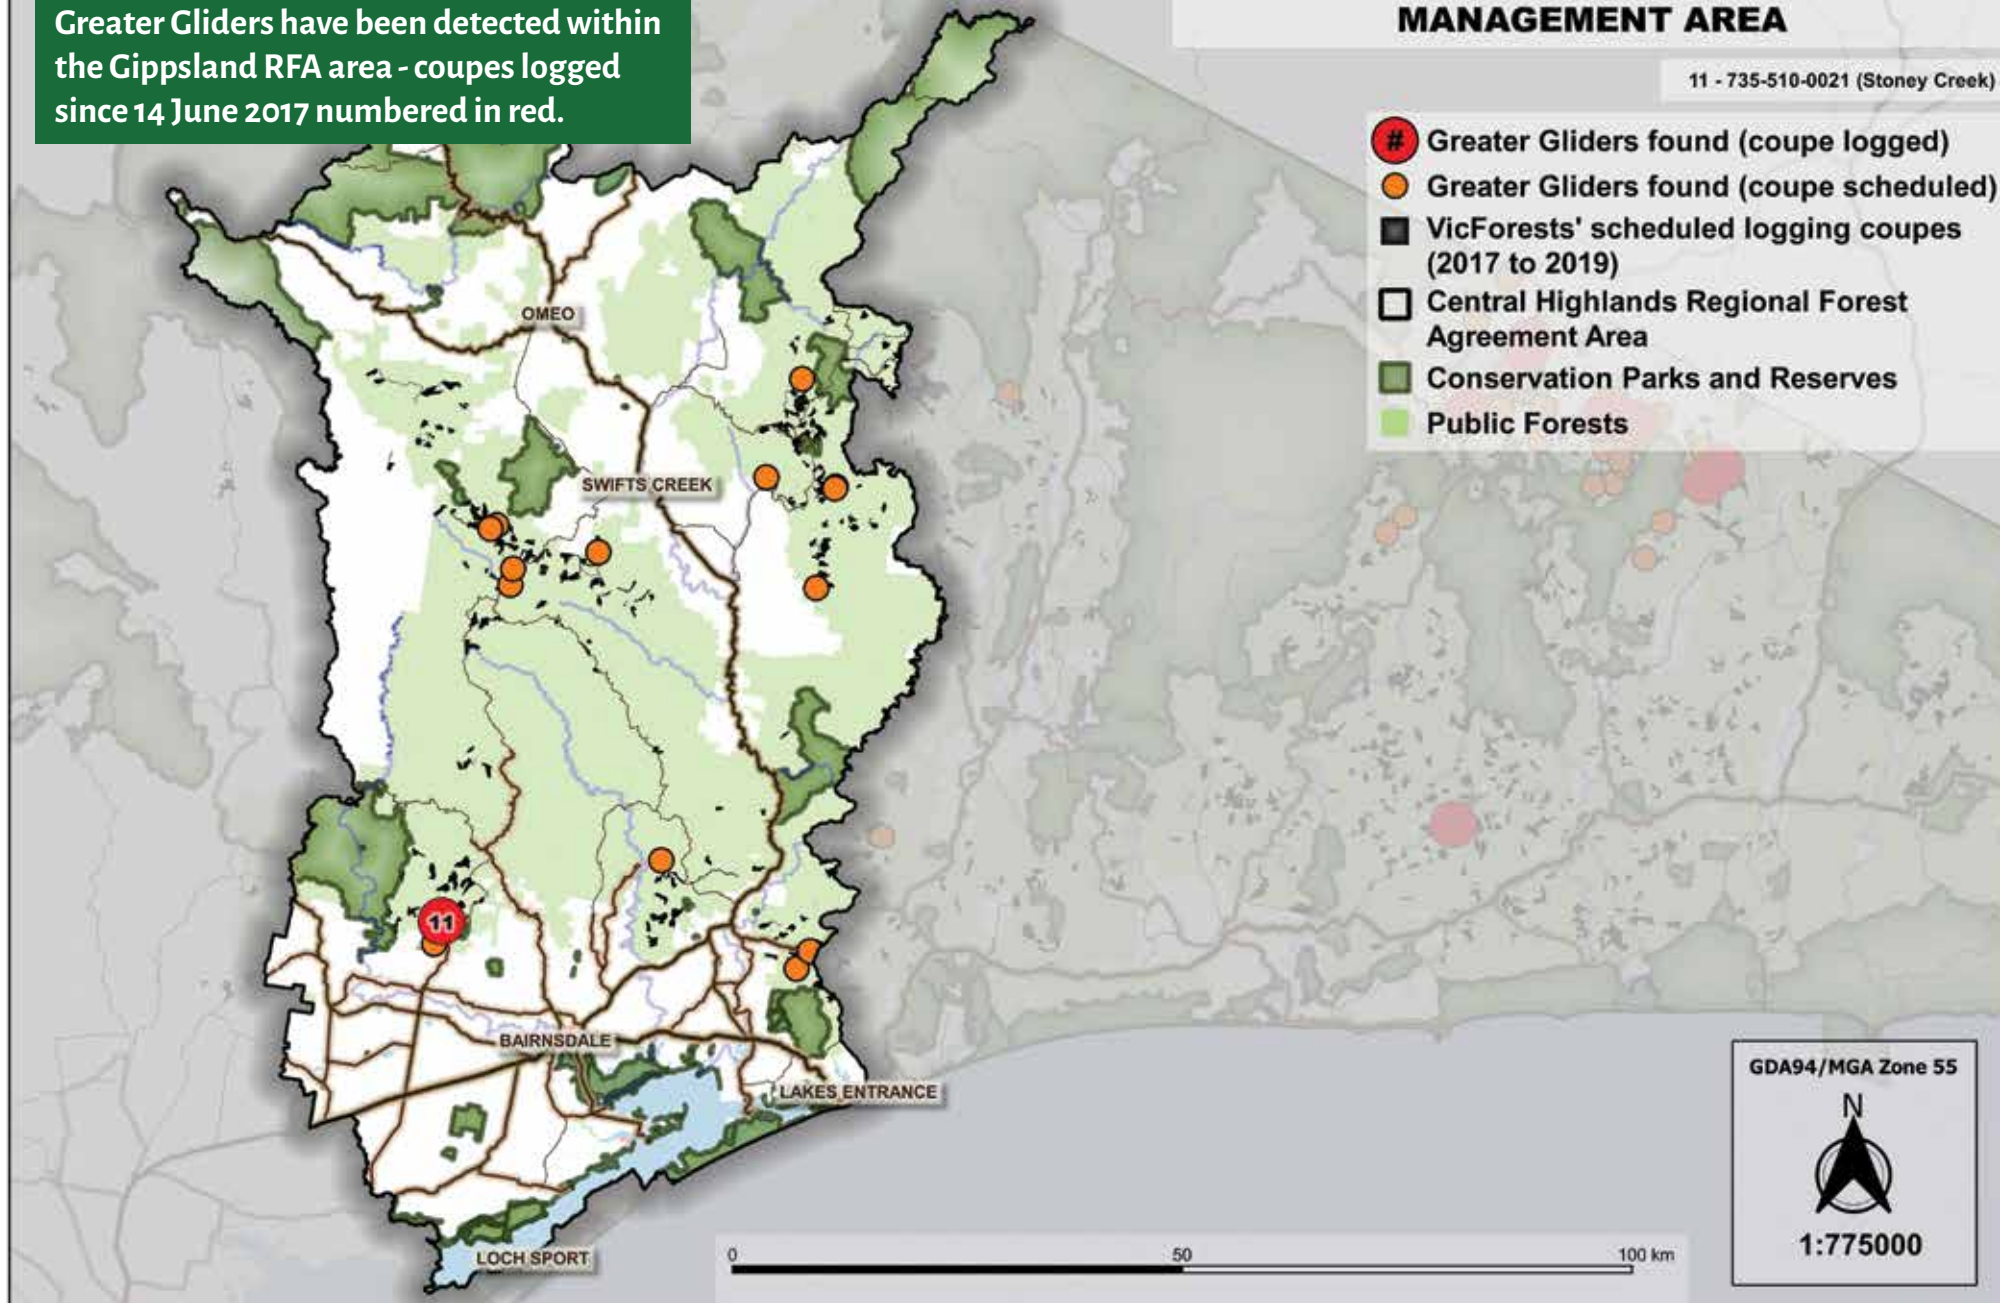 Greater Gliders have been detected within
the Gippsland RFA area - coupes logged
since 14 June 2017 numbered in red.
MANAGEMENT AREA
11 - 735-510-0021 (Stoney Creek)
# Greater Gliders found (coupe logged)
Greater Gliders found (coupe scheduled)
VicForests' scheduled logging coupes
(2017 to 2019)
Central Highlands Regional Forest
Agreement Area
Conservation Parks and Reserves
Public Forests
OMEO
SWIFTS CREEK
11
BAIRNSDALE
LAKES ENTRANCE
LOCH SPORT
0 50 100 km
GDA94/MGA Zone 55
N
1:775000